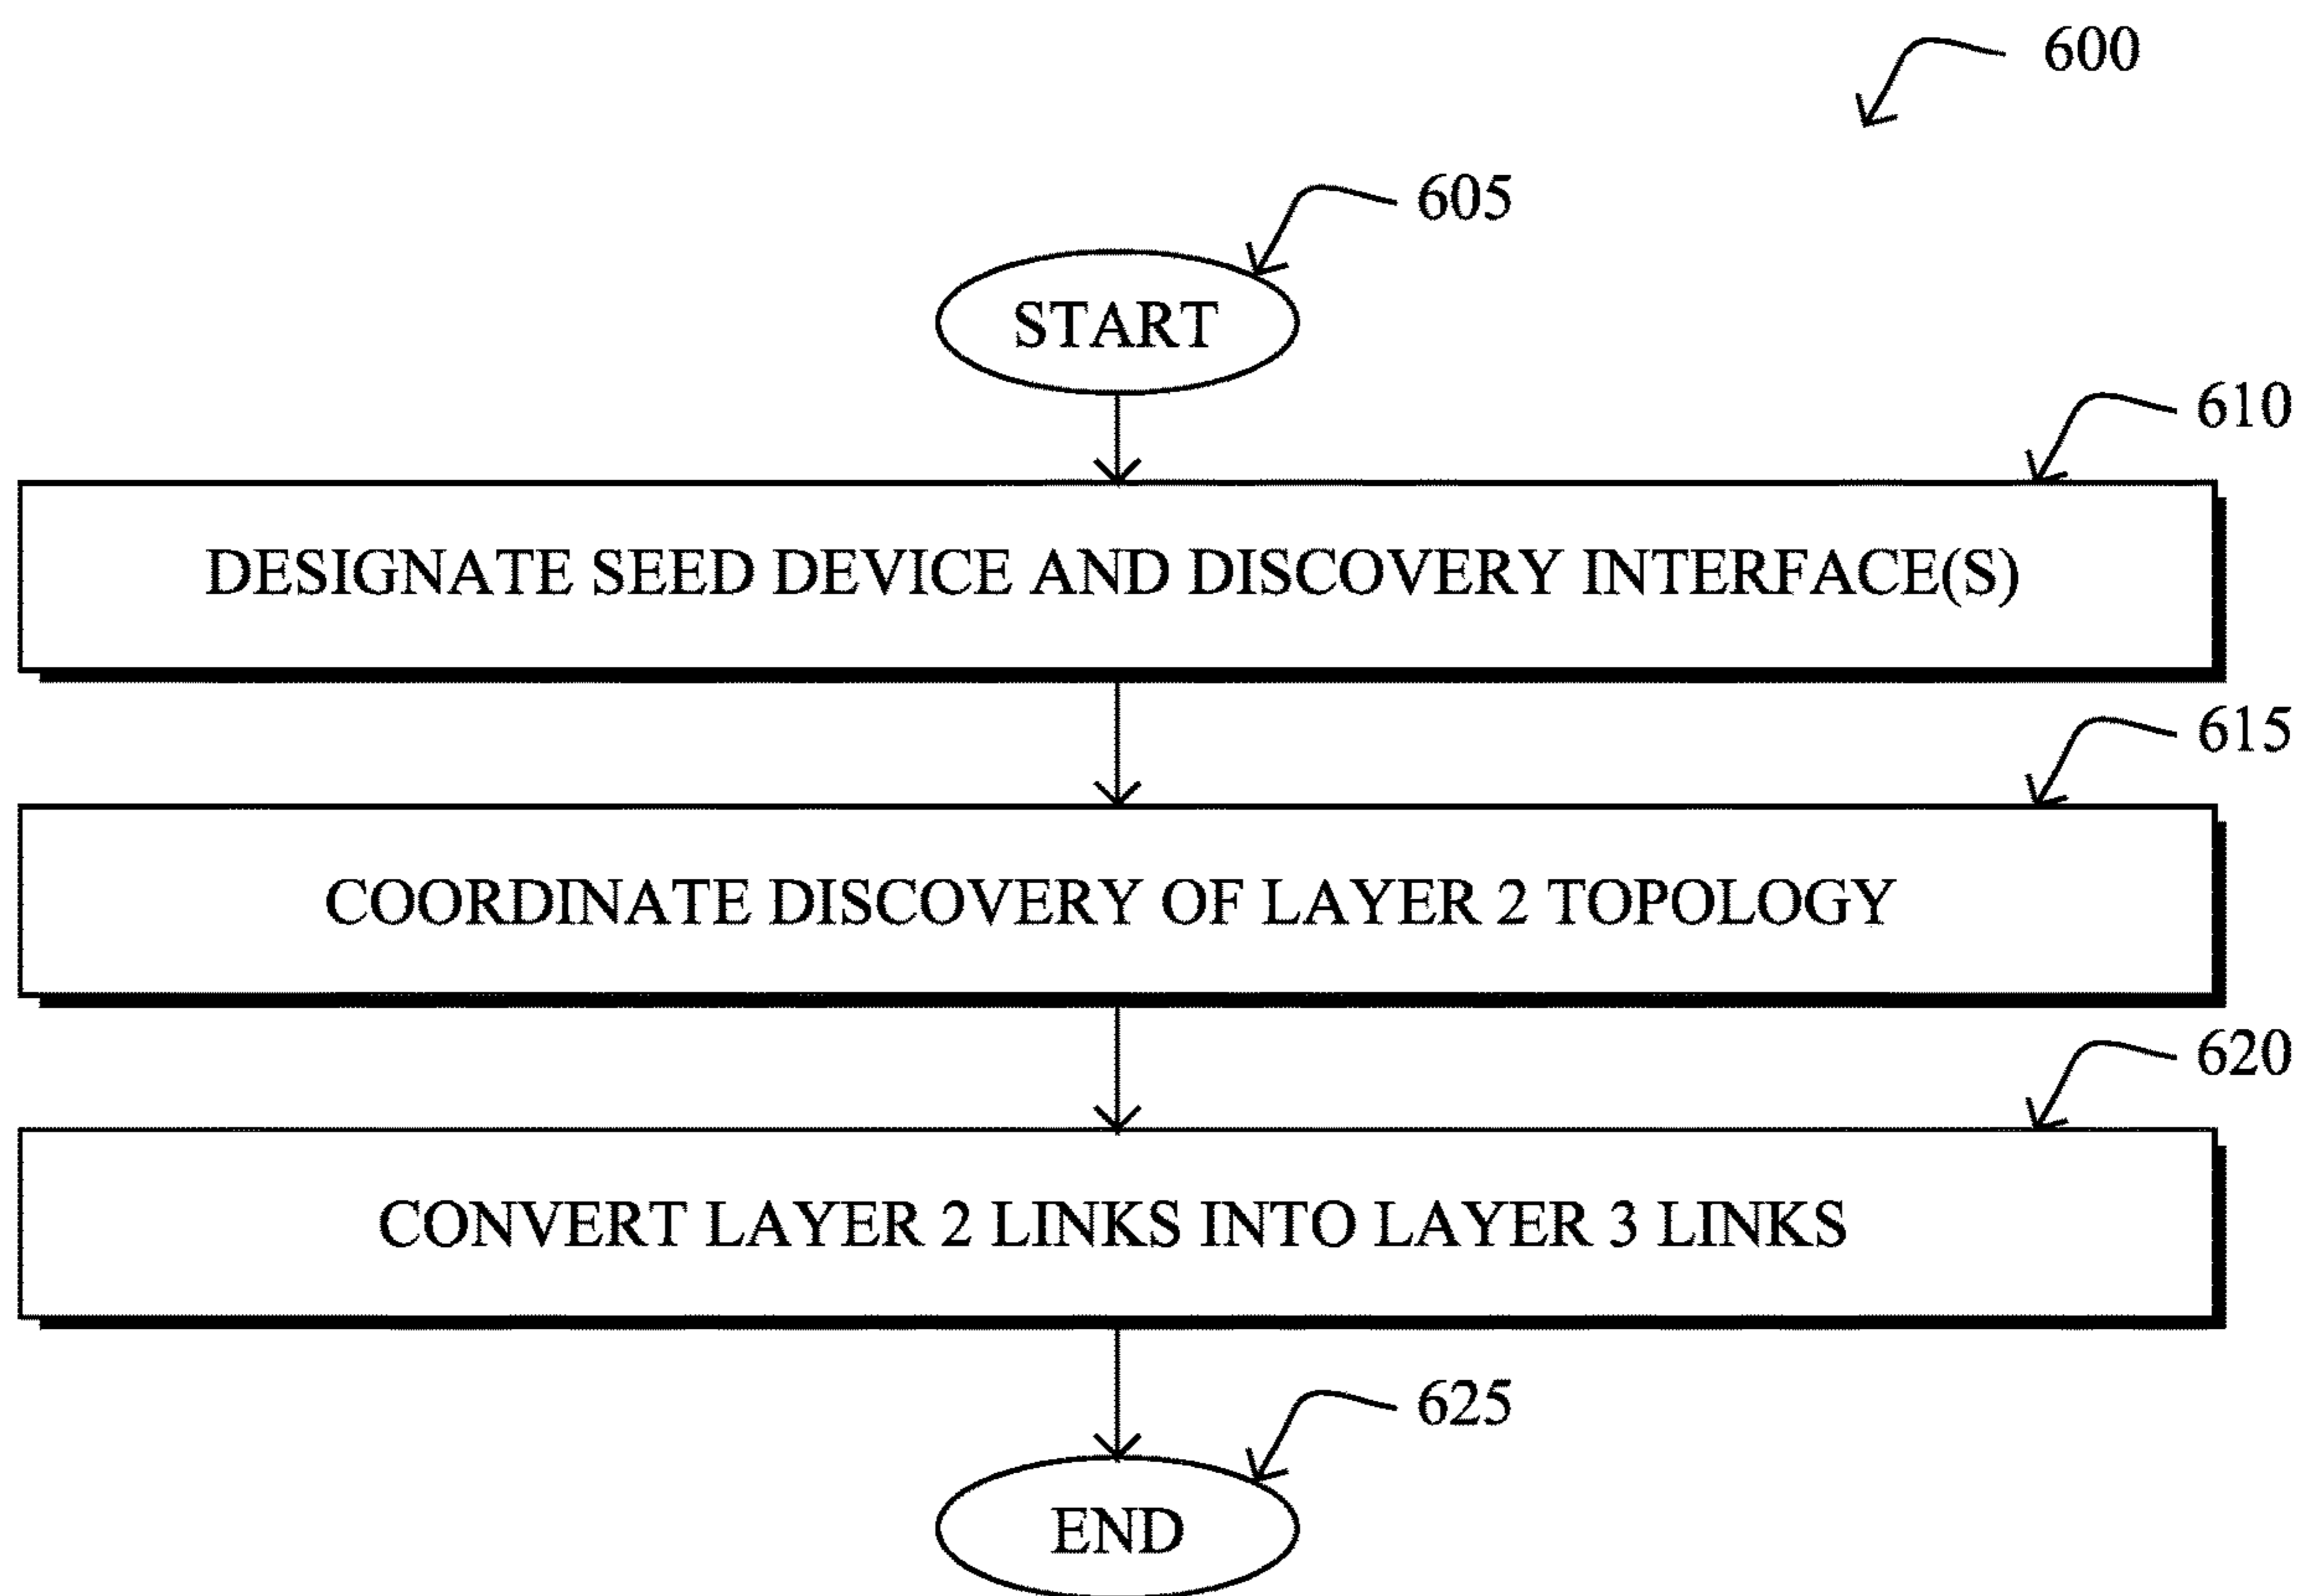 600
605
START
610
DESIGNATE SEED DEVICE AND DISCOVERY INTERFACE(S)
615
COORDINATE DISCOVERY OF LAYER 2 TOPOLOGY
620
CONVERT LAYER 2 LINKS INTO LAYER 3 LINKS
625
END